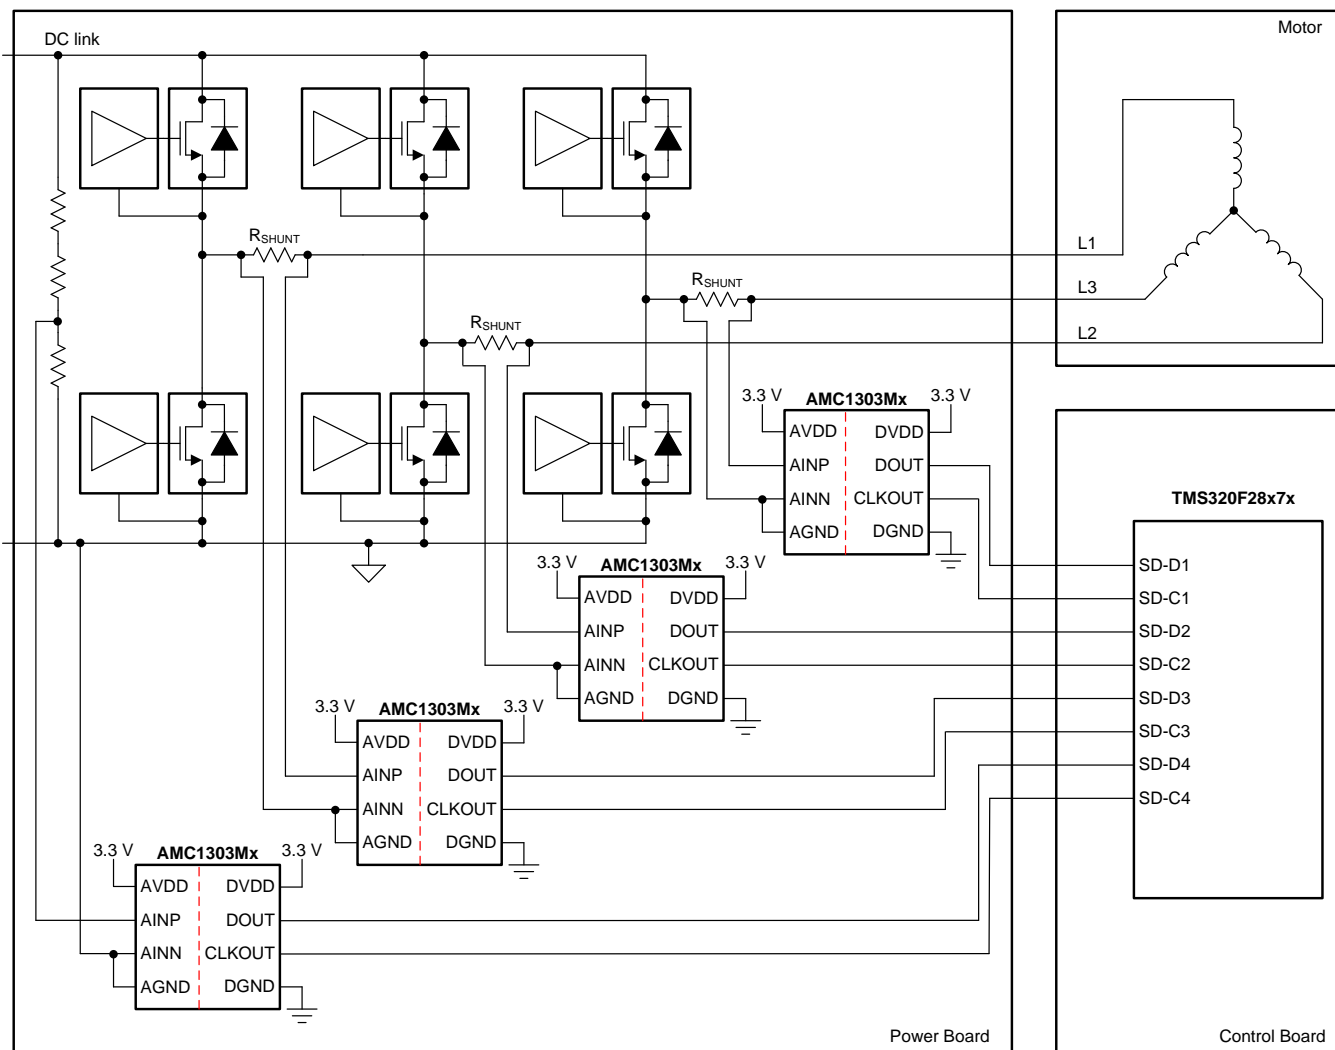 DC link
Motor
RSHUNT
L1
RSHUNT
L3
RSHUNT
L2
3.3 V
AMC1303Mx
3.3 V
AVDD
DVDD
AINP
DOUT
AINN
CLKOUT
AGND
DGND
3.3 V
AMC1303Mx
3.3 V
AVDD
DVDD
AINP
DOUT
AINN
CLKOUT
AGND
DGND
3.3 V
AMC1303Mx
3.3 V
AVDD
DVDD
AINP
DOUT
AINN
CLKOUT
AGND
DGND
3.3 V
AMC1303Mx
3.3 V
AVDD
DVDD
AINP
DOUT
AINN
CLKOUT
AGND
DGND
TMS320F28x7x
SD-D1
SD-C1
SD-D2
SD-C2
SD-D3
SD-C3
SD-D4
SD-C4
Power Board
Control Board